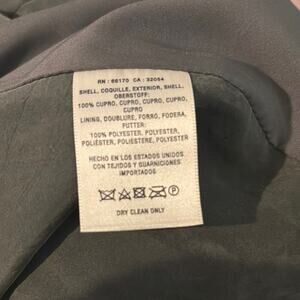 RN : 66170 CA : 32054
SHELL, COQUILLE, EXTERIOR, SHELL,
OBERSTOFF:
100% CUPRO, CUPRO, CUPRO, CUPRO,
CUPRO
LINING, DOUBLURE, FORRO, FODERA,
FUTTER:
100% POLYESTER, POLYESTER,
POLIÉSTER, POLIESTERE, POLYESTER
HECHO EN LOS ESTADOS UNIDOS
CON TEJIDOS Y GUARNICIONES
IMPORTADOS
P
DRY CLEAN ONLY